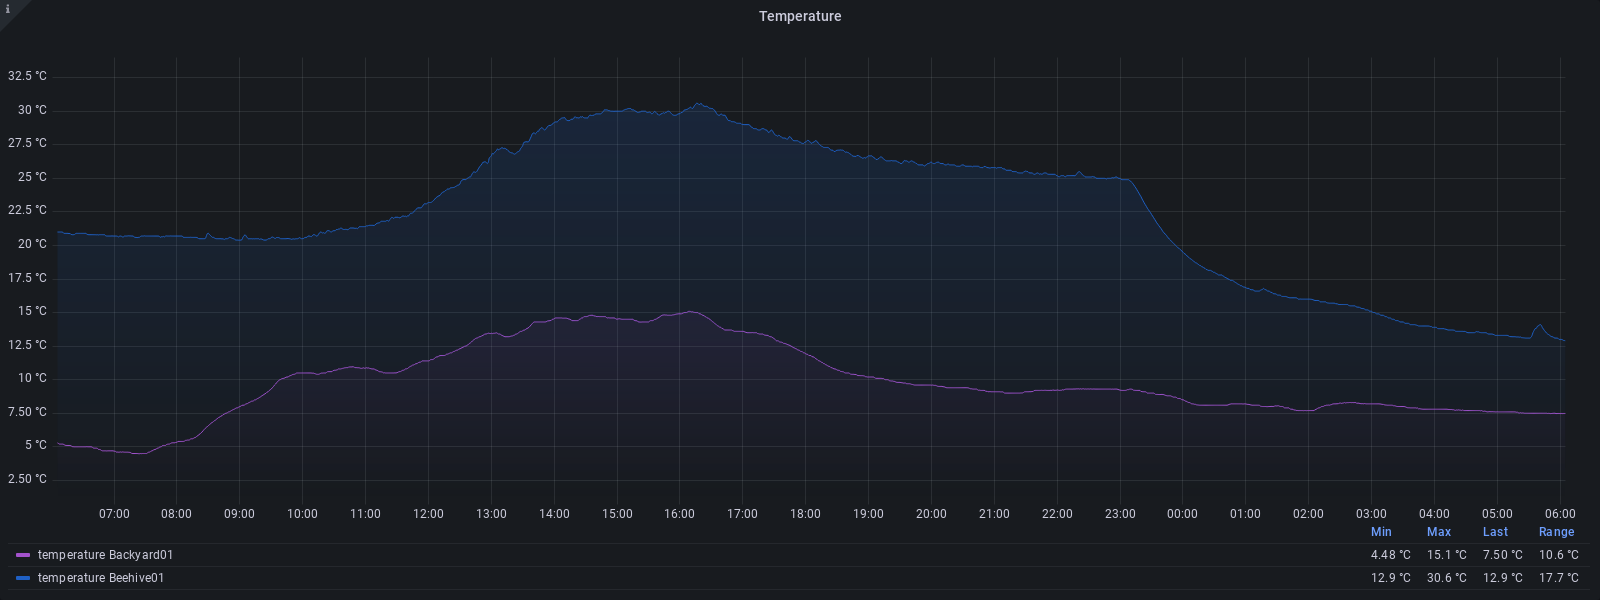 i
Temperature
32.5 °C
30 °C
27.5 °C
25 °C
22.5 °C
20 °C
17.5 °C
15 °C
12.5 °C
10 °C
7.50 °C
5 °C
2.50 °C
07:00 08:00 09:00 10:00 11:00 12:00 13:00 14:00 15:00 16:00 17:00 18:00 19:00 20:00 21:00 22:00 23:00 00:00 01:00 02:00 03:00 04:00 05:00 06:00
Min Max Last Range
temperature Backyard01 4.48 °C 15.1 °C 7.50 °C 10.6 °C
temperature Beehive01 12.9 °C 30.6 °C 12.9 °C 17.7 °C